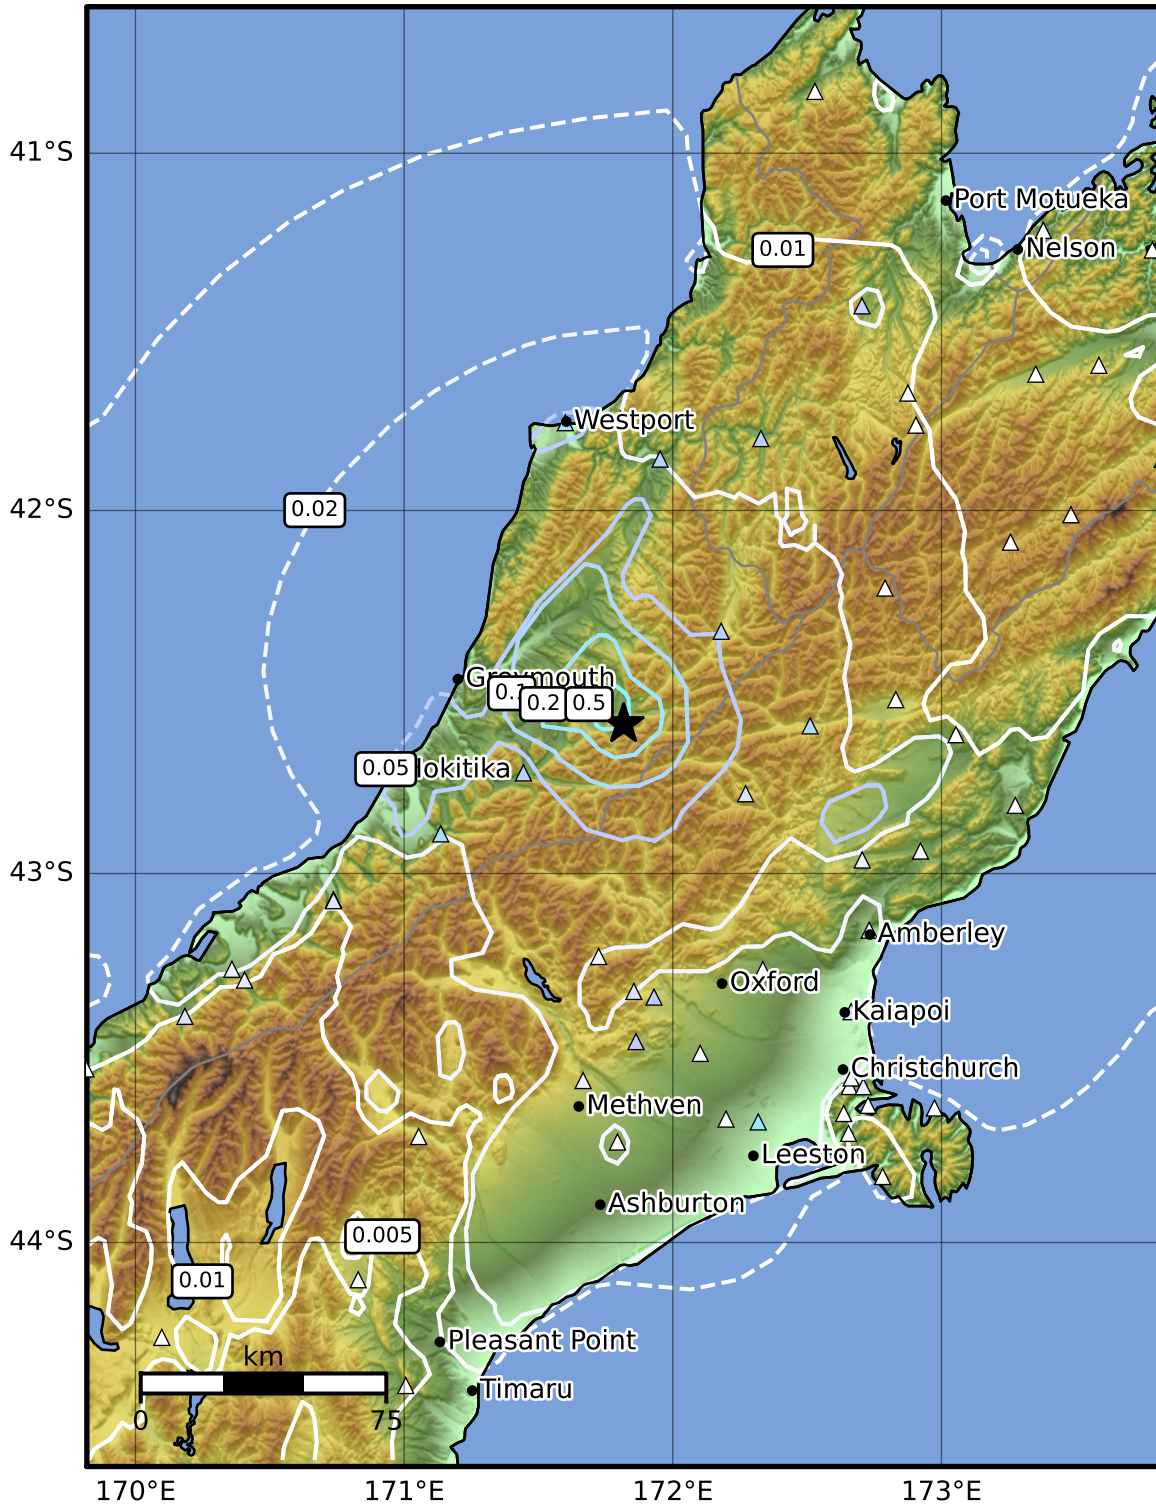 41°S
Port Motueka
0.01
Nelson
Westport
42°S
0.02
Greymouth
0.2
0.5
0.05
43°S
Amberley
Oxford
Kaiapoi
Christchurch
Methven
Leeston
Ashburton
44°S
0.005
0.01
Pleasant Point
km
Timaru
0
75
170°E
171°E
172°E
173°E